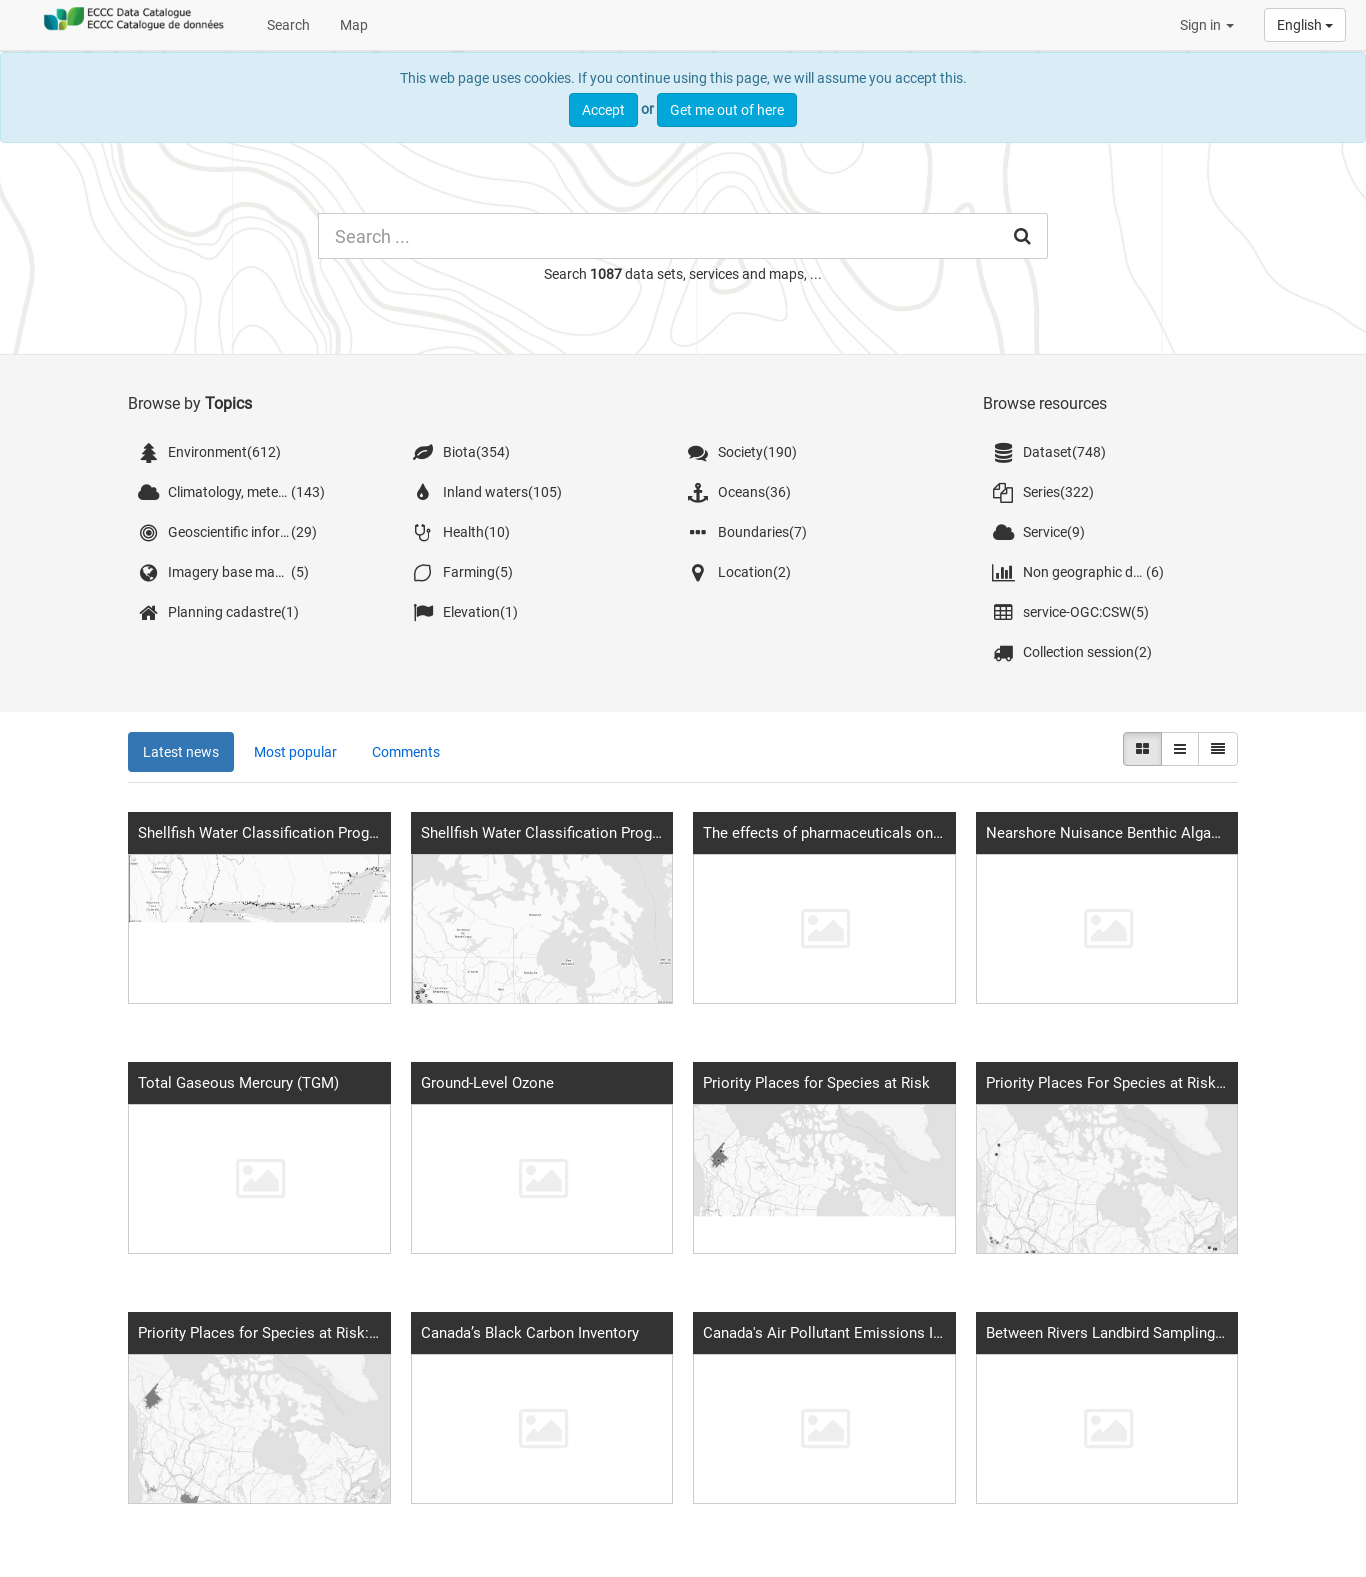 ECCC Data Catalogue
ECCC Catalogue de données
Search
Map
Sign in
English
This web page uses cookies. If you continue using this page, we will assume you accept this.
Accept or Get me out of here
Search ...
Search 1087 data sets, services and maps, ...
Browse by Topics
Environment(612)
Biota(354)
Society(190)
Climatology, mete... (143)
Inland waters(105)
Oceans(36)
Geoscientific infor... (29)
Health(10)
Boundaries(7)
Imagery base ma... (5)
Farming(5)
Location(2)
Planning cadastre(1)
Elevation(1)
Browse resources
Dataset(748)
Series(322)
Service(9)
Non geographic d... (6)
service-OGC:CSW(5)
Collection session(2)
Latest news
Most popular
Comments
Shellfish Water Classification Prog...
Shellfish Water Classification Prog...
The effects of pharmaceuticals on...
Nearshore Nuisance Benthic Alga...
Total Gaseous Mercury (TGM)
Ground-Level Ozone
Priority Places for Species at Risk
Priority Places For Species at Risk...
Priority Places for Species at Risk:...
Canada’s Black Carbon Inventory
Canada's Air Pollutant Emissions I...
Between Rivers Landbird Sampling...